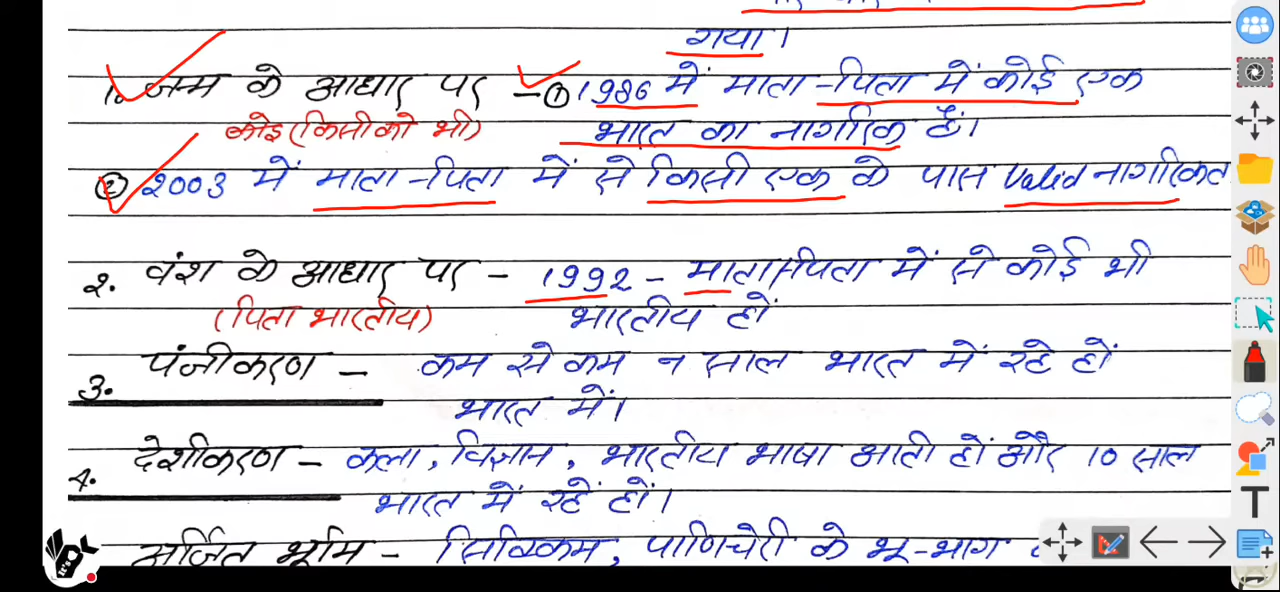 गया।
1. जन्म के आधार पर – ① 1986 में माता-पिता में कोई एक
कोई (किसी को भी) भारत का नागरिक है।
② 2003 में माता-पिता में से किसी एक के पास Valid नागरिकत
2. वंश के आधार पर – 1992 – माता/पिता में से कोई भी
(पिता भारतीय) भारतीय हो
3. पंजीकरण – कम से कम न साल भारत में रहे हों
भारत में।
4. देशीकरण – कला, विज्ञान, भारतीय भाषा आती हों और 10 साल
भारत में रहें हों।
अर्जित भूमि – सिक्किम, पाण्डिचेरी के भू-भाग
T